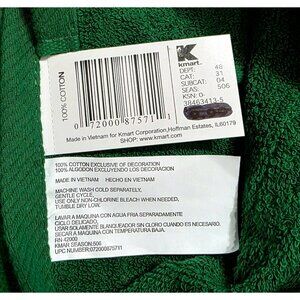 100% COTTON
0 72000 87571 1
K
kmart.
DEPT: 46
CAT: 31
SUBCAT: 04
SEAS: 506
KSN: 0-
38463413-5
Made in Vietnam for Kmart Corporation,Hoffman Estates, IL60179
SHOP: www.kmart.com
100% COTTON EXCLUSIVE OF DECORATION
100% ALGODON EXCLUYENDO LOS DECORACION
MADE IN VIETNAM HECHO EN VIETNAM
MACHINE WASH COLD SEPARATELY,
GENTLE CYCLE,
USE ONLY NON-CHLORINE BLEACH WHEN NEEDED,
TUMBLE DRY LOW.
LAVAR A MAQUINA CON AGUA FRIA SEPARADAMENTE
CICLO DELICADO,
USAR SOLAMENTE BLANQUEADOR SIN CLORO CUANDO ES NECESARIO.
SECAR A MAQUINA CON TEMPERATURA BAJA.
RN 42000
KMAR SEASON:506
UPC NUMBER:072000875711